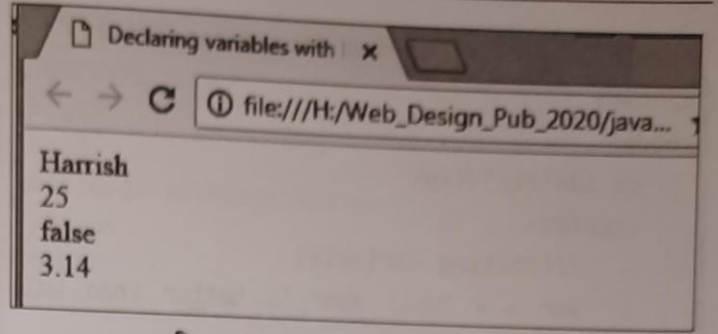 Declaring variables with
file:///H:/Web_Design_Pub_2020/java...
Harrish
25
false
3.14